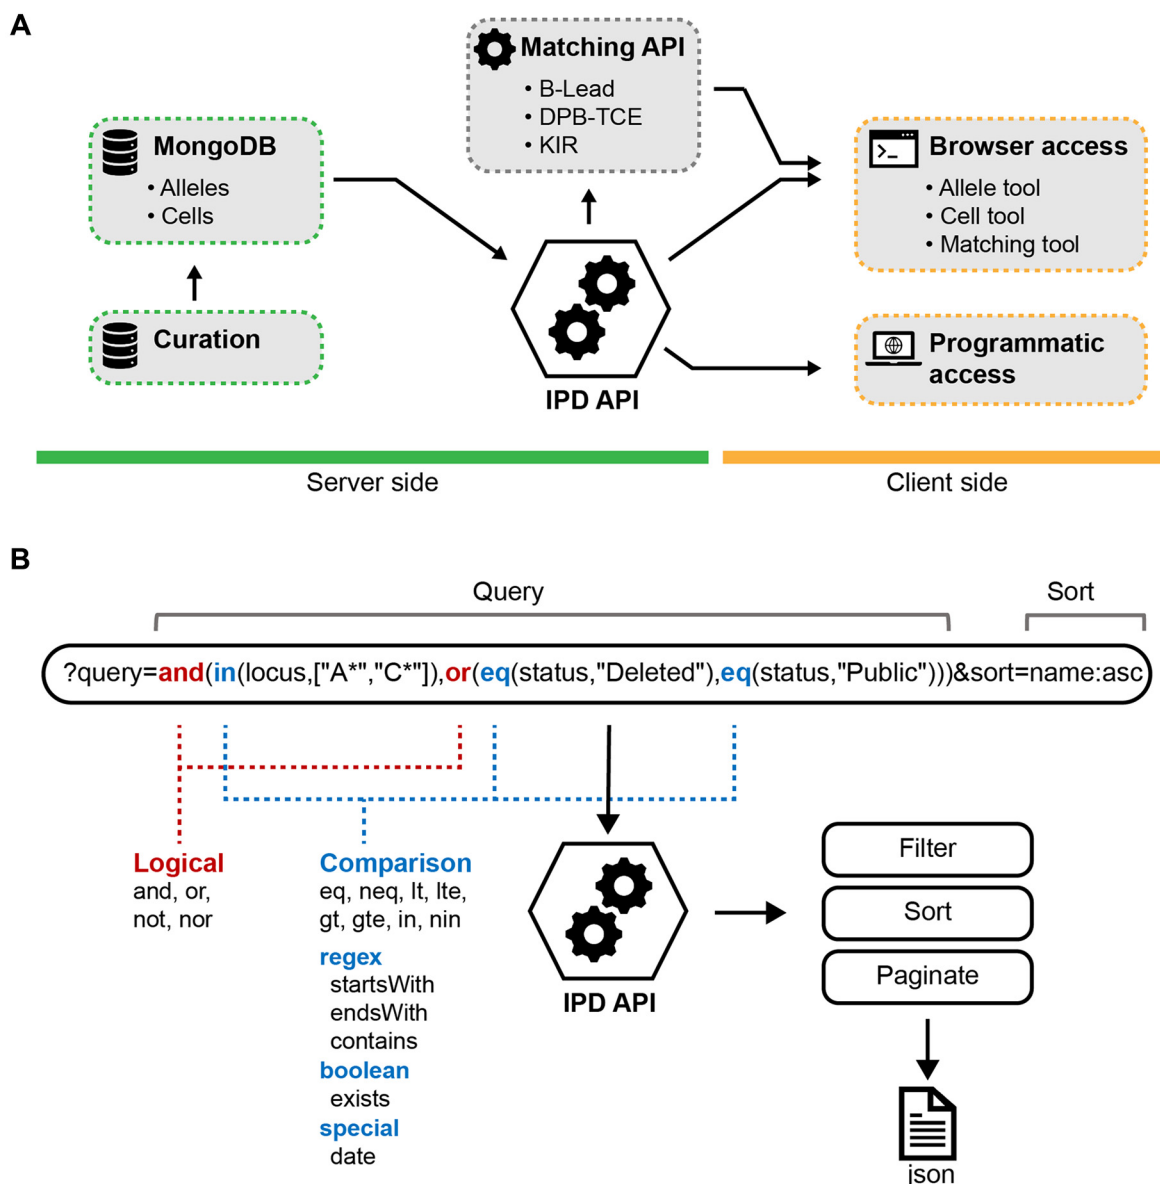 A
Matching API
• B-Lead
• DPB-TCE
• KIR
MongoDB
• Alleles
• Cells
Curation
IPD API
Browser access
• Allele tool
• Cell tool
• Matching tool
Programmatic
access
Server side
Client side
B
Query
Sort
?query=and(in(locus,["A*","C*"]),or(eq(status,"Deleted"),eq(status,"Public")))&sort=name:asc
Logical
and, or,
not, nor
Comparison
eq, neq, lt, lte,
gt, gte, in, nin
regex
startsWith
endsWith
contains
boolean
exists
special
date
IPD API
Filter
Sort
Paginate
json